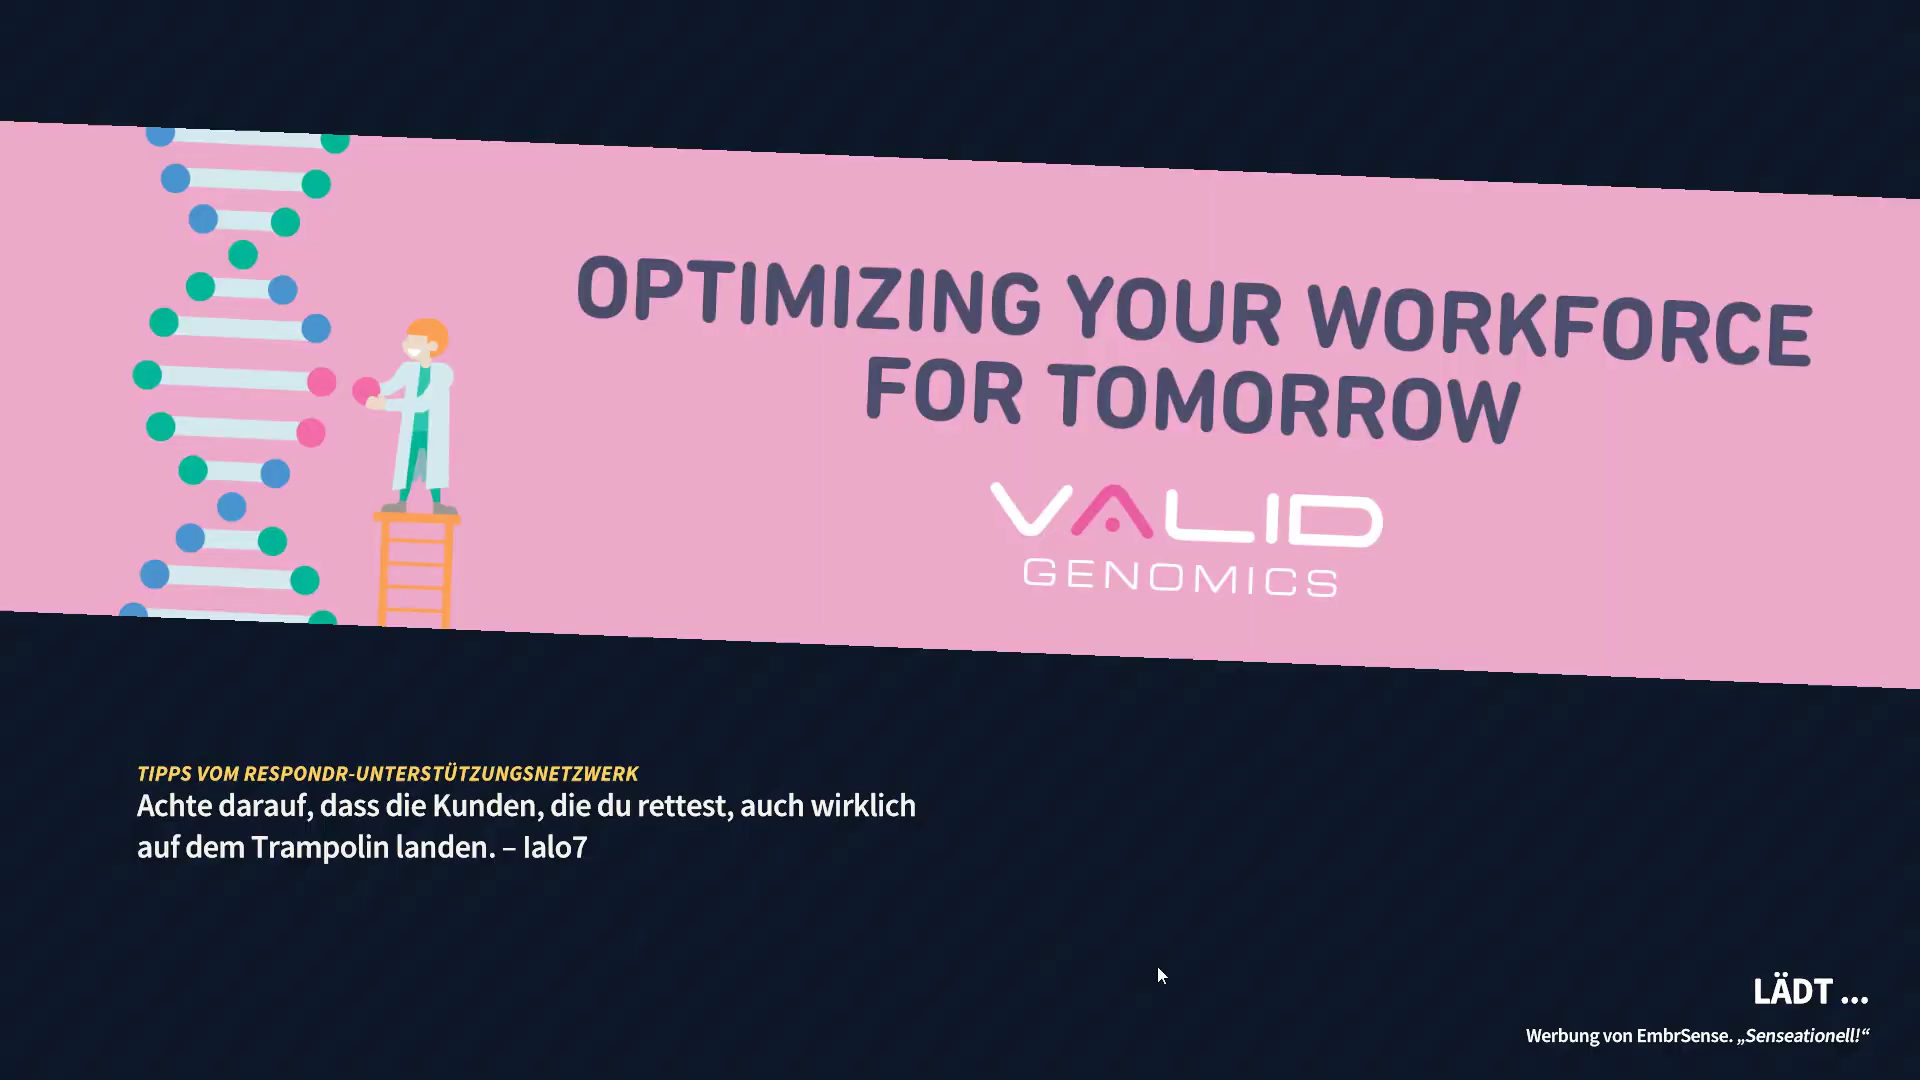 OPTIMIZING YOUR WORKFORCE
FOR TOMORROW
VALID
GENOMICS
TIPPS VOM RESPONDR-UNTERSTÜTZUNGSNETZWERK
Achte darauf, dass die Kunden, die du rettest, auch wirklich
auf dem Trampolin landen. – Ialo7
LÄDT ...
Werbung von EmbrSense. „Senseationell!“